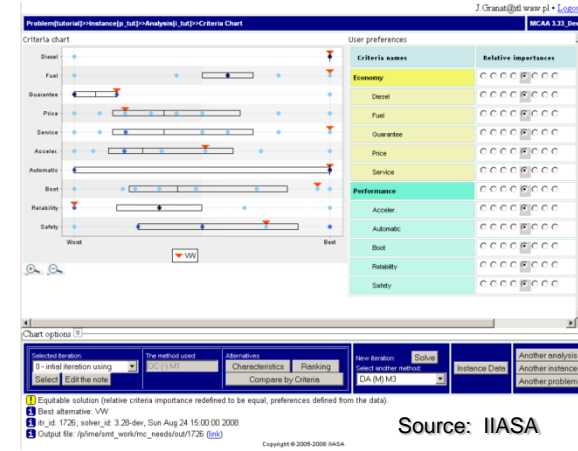 J.Granat@itl.waw.pl • Logou
Problem[tutorial]>>Instance[p_tut]>>Analysis[i_tut]>>Criteria Chart
MCAA 3.33_Dev
Criteria chart
User preferences
Diesel
Fuel
Guarantee
Price
Service
Acceler.
Automatic
Boot
Reliability
Safety
Worst
Best
VW
Criteria names
Relative importances
Economy
Diesel
Fuel
Guarantee
Price
Service
Performance
Acceler.
Automatic
Boot
Reliability
Safety
Chart options
Selected iteration:
0 - intial iteration using
Select
Edit the note
The method used:
DC (-) M1
Alternatives
Characteristics
Ranking
Compare by Criteria
New iteration:
Solve
Select another method
DA (M) M3
Instance Data
Another analysis
Another instance
Another problem
Equitable solution (relative criteria importance redefined to be equal, preferences defined from the data).
Best alternative: VW
itr_id: 1726, solver_id: 3.28-dev, Sun Aug 24 15:00:00 2008
Output file: /p/ime/smt_work/mc_needs/out/1726 (link)
Source: IIASA
Copyright © 2005-2008 IIASA